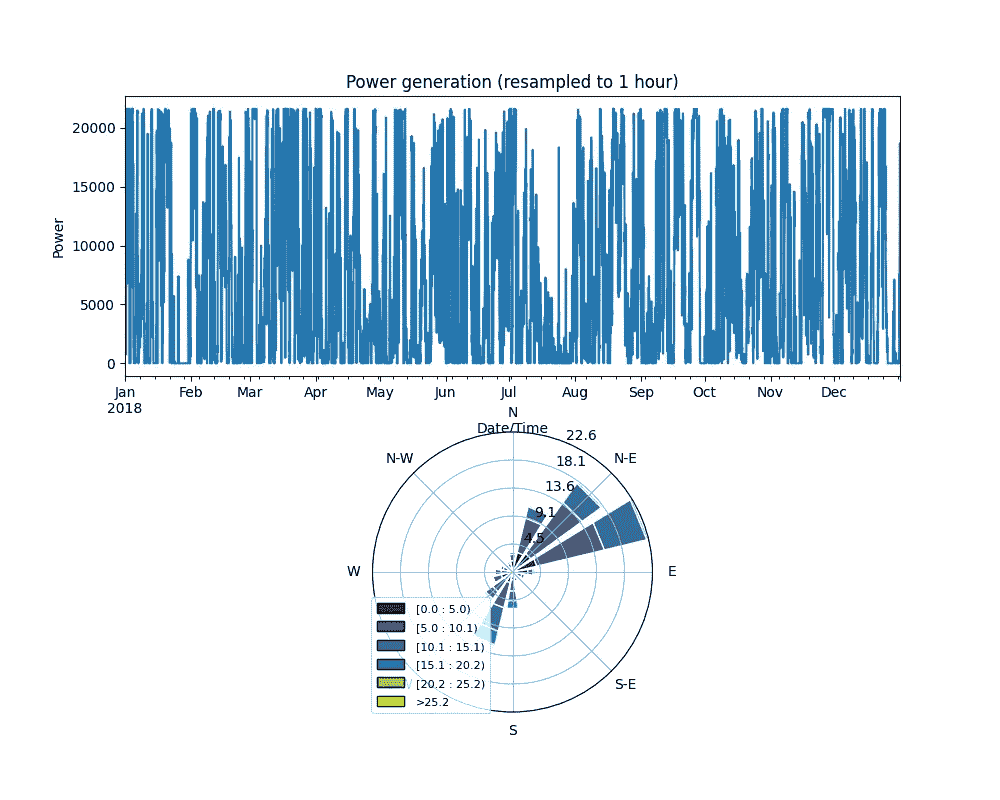 Power generation (resampled to 1 hour)
20000
15000
10000
5000
0
Power
Jan Feb Mar Apr May Jun Jul Aug Sep Oct Nov Dec
2018
Date/Time
N
N-W
N-E
W
E
S-E
S
22.6
18.1
13.6
9.1
4.5
[0.0 : 5.0)
[5.0 : 10.1)
[10.1 : 15.1)
[15.1 : 20.2)
[20.2 : 25.2)
>25.2